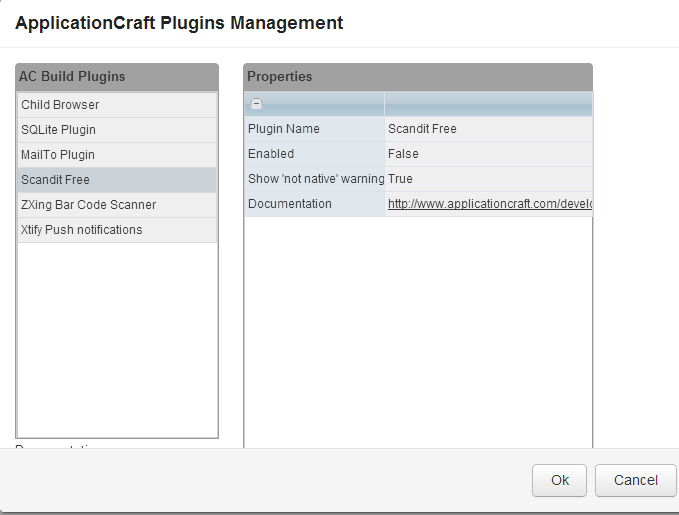 ApplicationCraft Plugins Management
AC Build Plugins
Child Browser
SQLite Plugin
MailTo Plugin
Scandit Free
ZXing Bar Code Scanner
Xtify Push notifications
Properties
Plugin Name Scandit Free
Enabled False
Show 'not native' warning True
Documentation http://www.applicationcraft.com/develo
Ok
Cancel